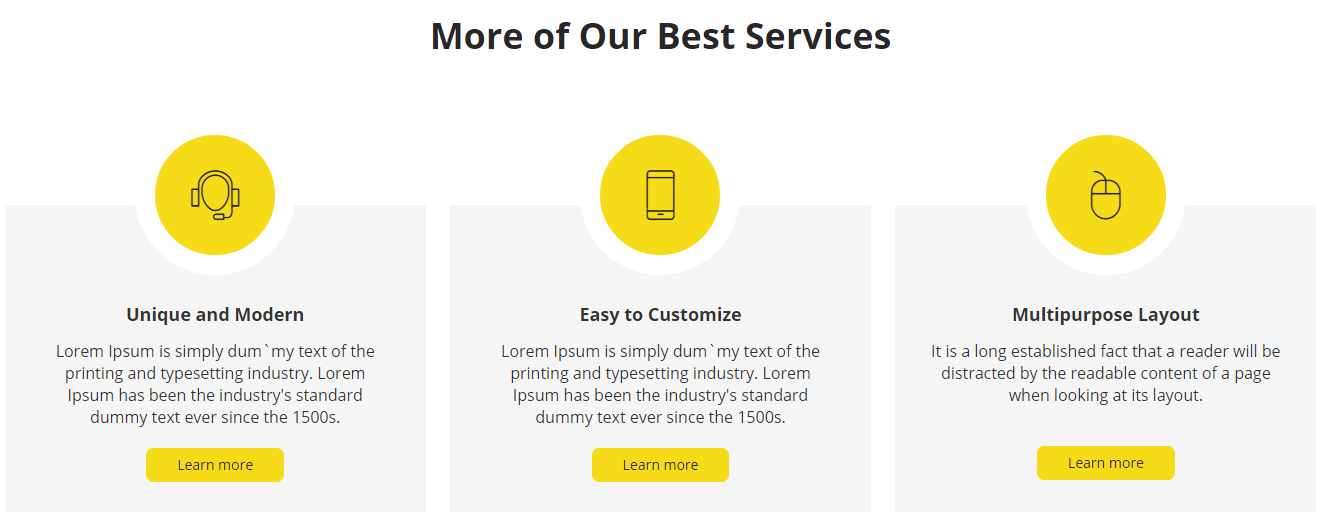 More of Our Best Services
Unique and Modern
Lorem Ipsum is simply dum`my text of the
printing and typesetting industry. Lorem
Ipsum has been the industry's standard
dummy text ever since the 1500s.
Learn more
Easy to Customize
Lorem Ipsum is simply dum`my text of the
printing and typesetting industry. Lorem
Ipsum has been the industry's standard
dummy text ever since the 1500s.
Learn more
Multipurpose Layout
It is a long established fact that a reader will be
distracted by the readable content of a page
when looking at its layout.
Learn more